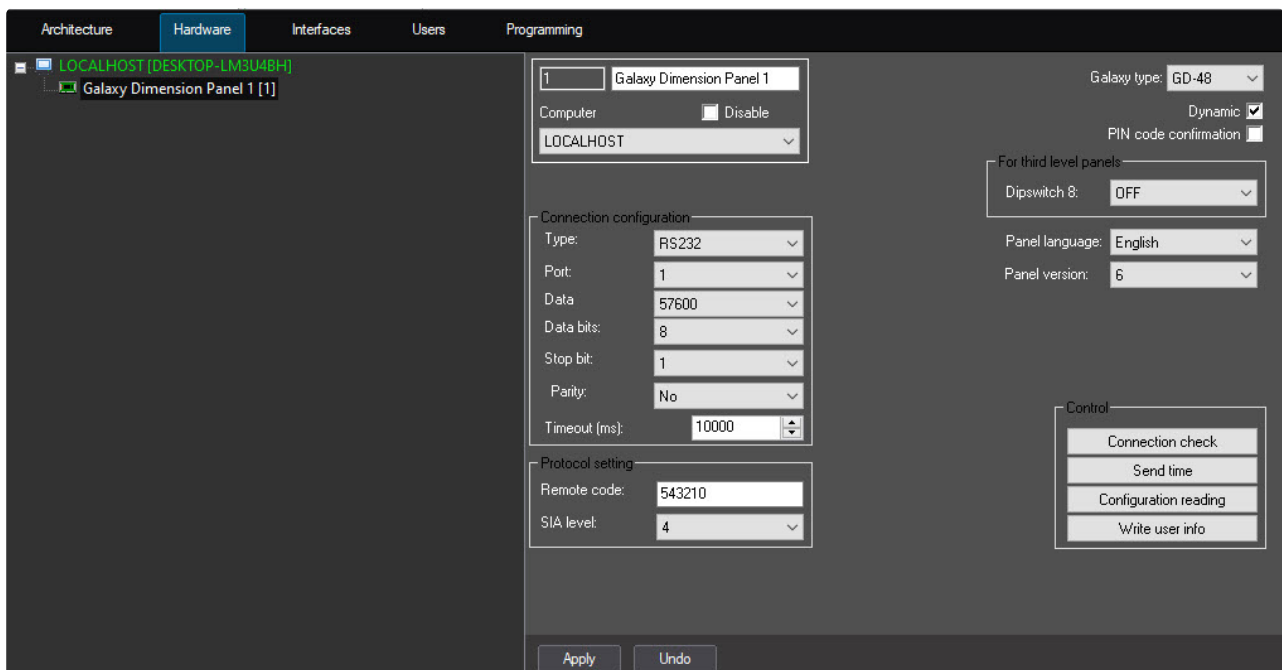 Architecture Hardware Interfaces Users Programming
LOCALHOST [DESKTOP-LM3U4BH]
Galaxy Dimension Panel 1 [1]
1 Galaxy Dimension Panel 1
Computer Disable
LOCALHOST
Connection configuration
Type: RS232
Port: 1
Data 57600
Data bits: 8
Stop bit: 1
Parity: No
Timeout (ms): 10000
Protocol setting
Remote code: 543210
SIA level: 4
Galaxy type: GD-48
Dynamic
PIN code confirmation
For third level panels
Dipswitch 8: OFF
Panel language: English
Panel version: 6
Control
Connection check
Send time
Configuration reading
Write user info
Apply Undo